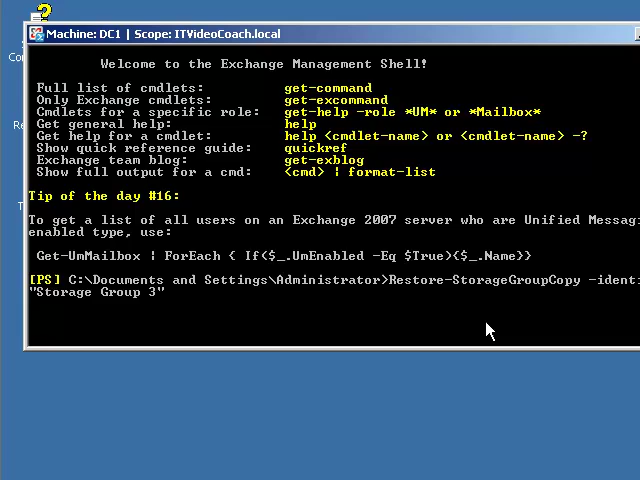 Machine: DC1 | Scope: ITVideoCoach.local
Welcome to the Exchange Management Shell!
Full list of cmdlets: get-command
Only Exchange cmdlets: get-excommand
Cmdlets for a specific role: get-help -role *UM* or *Mailbox*
Get general help: help
Get help for a cmdlet: help <cmdlet-name> or <cmdlet-name> -?
Show quick reference guide: quickref
Exchange team blog: get-exblog
Show full output for a cmd: <cmd> | format-list
Tip of the day #16:
To get a list of all users on an Exchange 2007 server who are Unified Messagi
enabled type, use:
Get-UmMailbox | ForEach { If($_.UmEnabled -Eq $True){$_.Name}}
[PS] C:\Documents and Settings\Administrator>Restore-StorageGroupCopy -identi
"Storage Group 3"